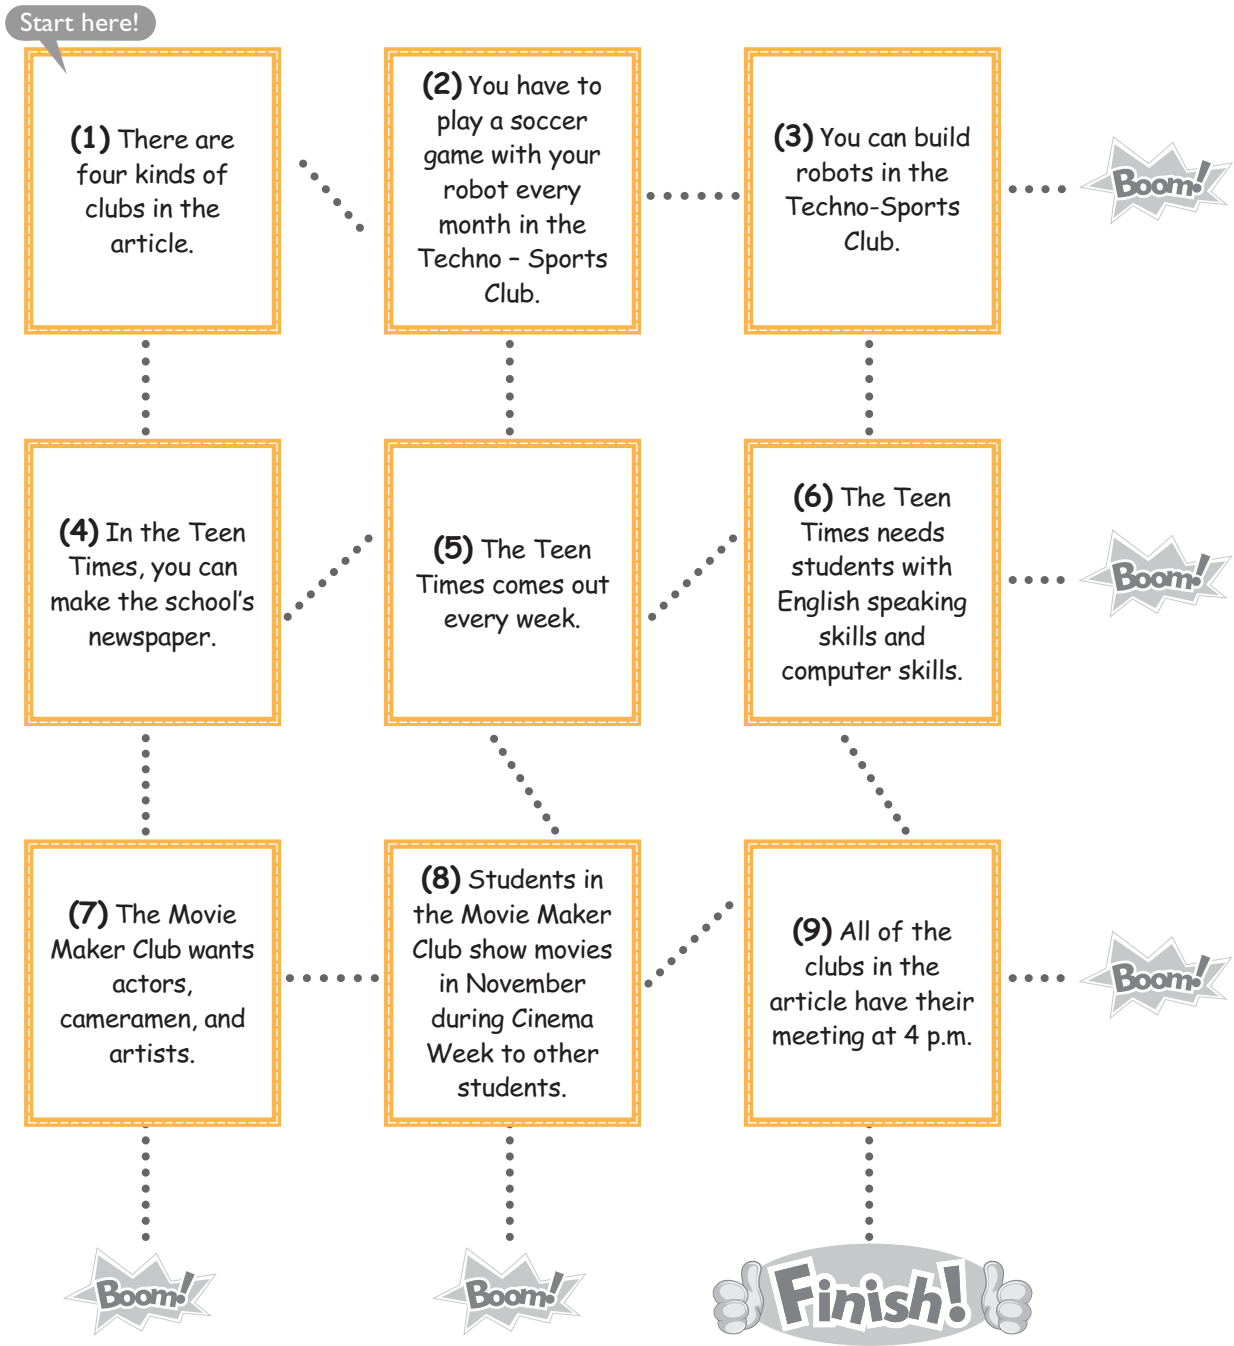 Start here!
(1) There are
four kinds of
clubs in the
article.
(2) You have to
play a soccer
game with your
robot every
month in the
Techno – Sports
Club.
(3) You can build
robots in the
Techno-Sports
Club.
Boom!
(4) In the Teen
Times, you can
make the school's
newspaper.
(5) The Teen
Times comes out
every week.
(6) The Teen
Times needs
students with
English speaking
skills and
computer skills.
Boom!
(7) The Movie
Maker Club wants
actors,
cameramen, and
artists.
(8) Students in
the Movie Maker
Club show movies
in November
during Cinema
Week to other
students.
(9) All of the
clubs in the
article have their
meeting at 4 p.m.
Boom!
Boom!
Boom!
Finish!